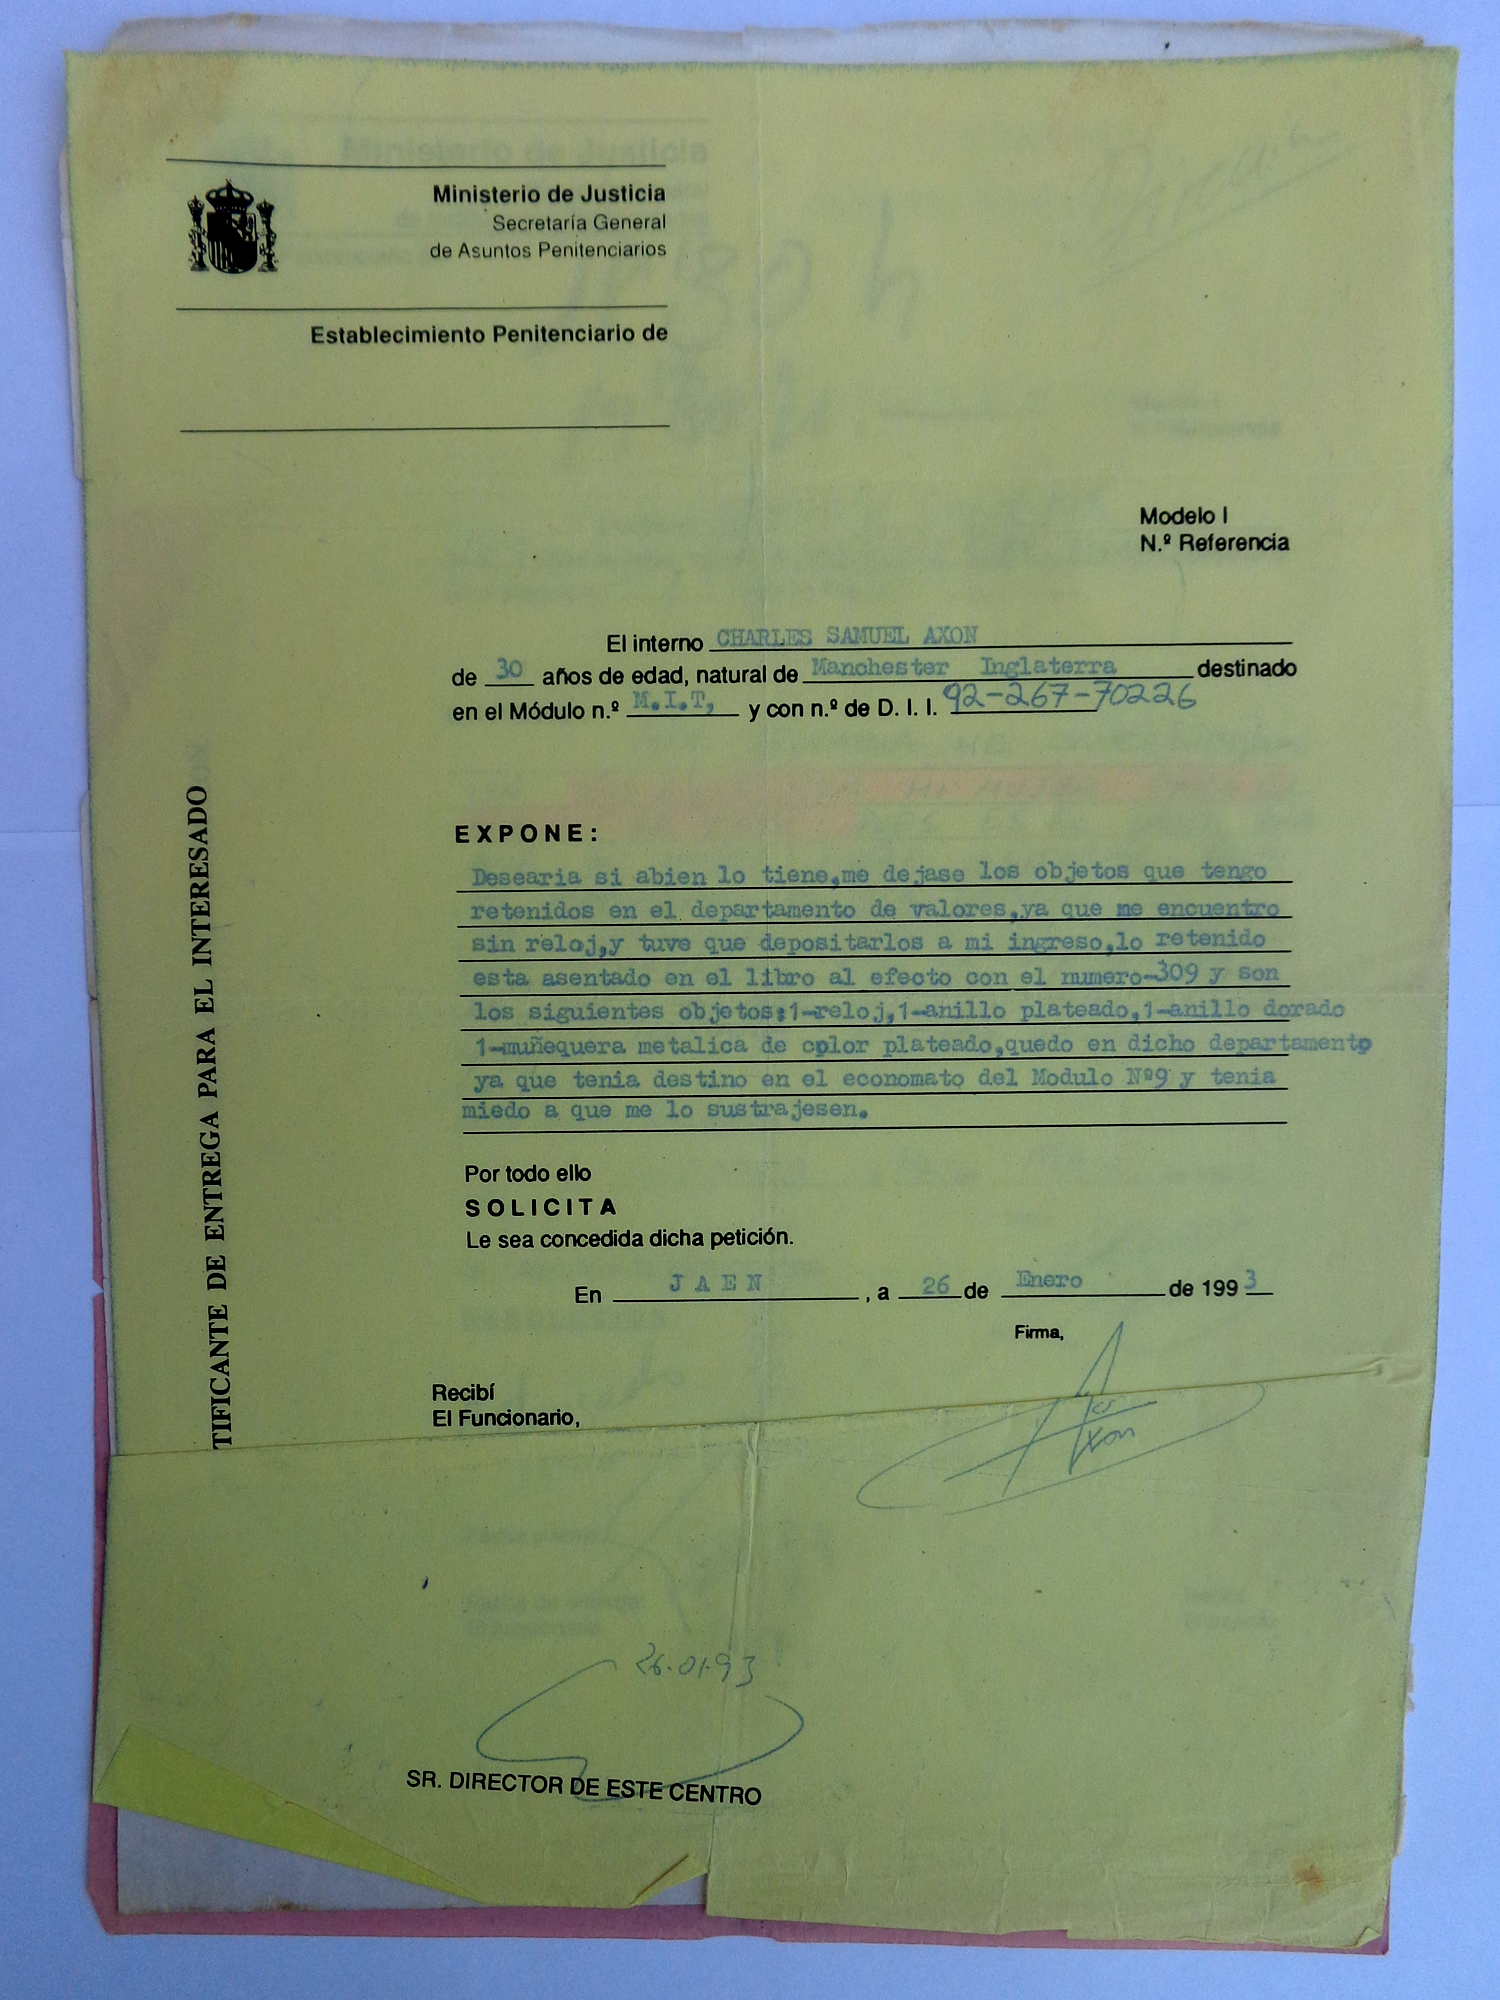 Ministerio de Justicia
Secretaría General
de Asuntos Penitenciarios
Establecimiento Penitenciario de
Modelo I
N.º Referencia
El interno CHARLES SAMUEL AXON
de 30 años de edad, natural de Manchester Inglaterra destinado
en el Módulo n.º M.I.T, y con n.º de D. I. I. 92-267-70226
EXPONE:
Desearia si abien lo tiene,me dejase los objetos que tengo
retenidos en el departamento de valores,ya que me encuentro
sin reloj,y tuve que depositarlos a mi ingreso,lo retenido
esta asentado en el libro al efecto con el numero-309 y son
los siguientes objetos:1-reloj,1-anillo plateado,1-anillo dorado
1-muñequera metalica de color plateado,quedo en dicho departamento
ya que tenia destino en el economato del Modulo Nº9 y tenia
miedo a que me lo sustrajesen.
Por todo ello
SOLICITA
Le sea concedida dicha petición.
En JAEN , a 26 de Enero de 1993
Firma,
Axon
Recibí
El Funcionario,
26.01.93
SR. DIRECTOR DE ESTE CENTRO
TIFICANTE DE ENTREGA PARA EL INTERESADO